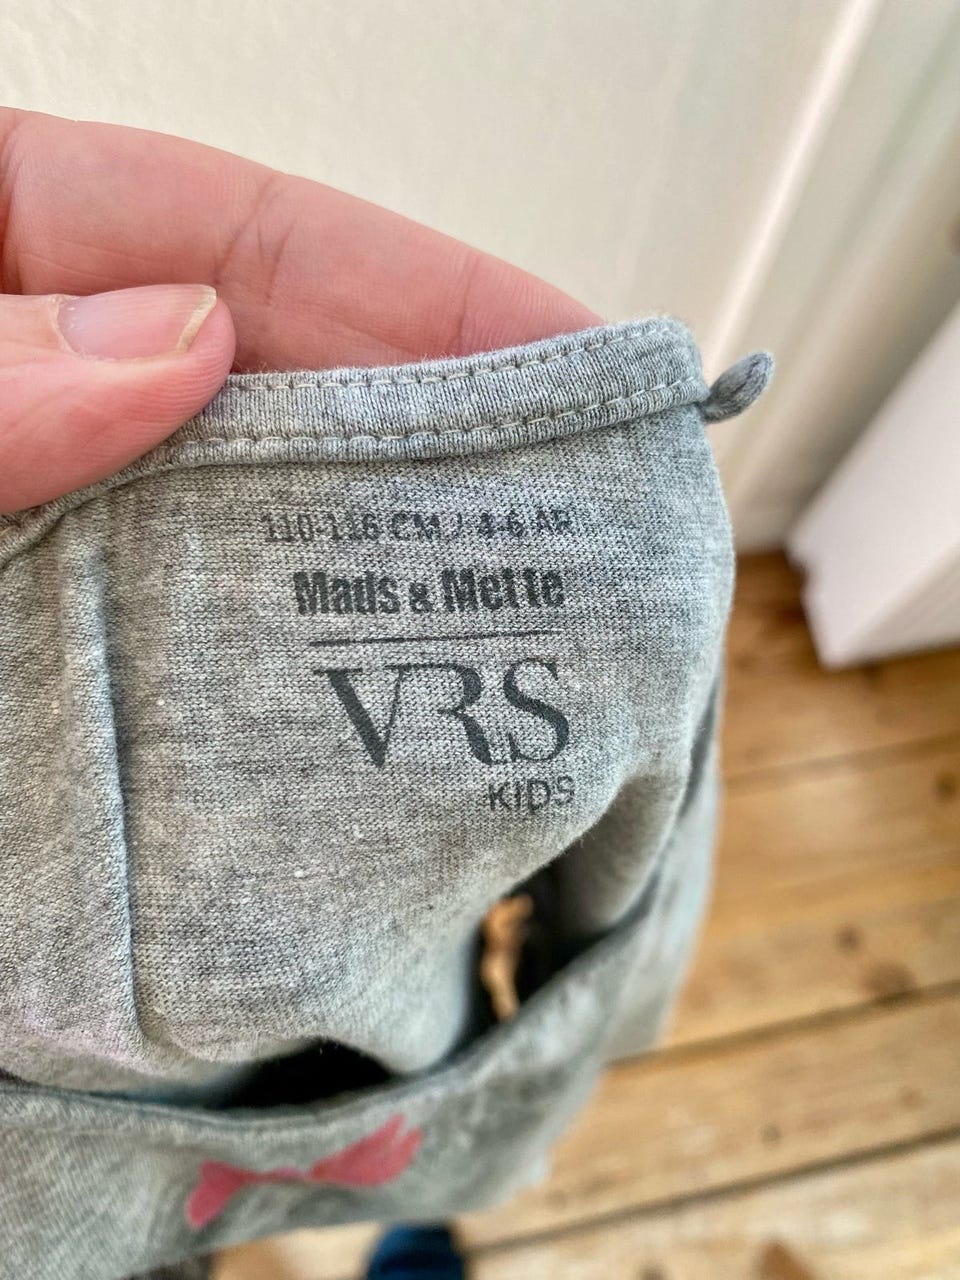 110-116 CM / 4-6 ÅR
Mads & Mette
VRS
KIDS